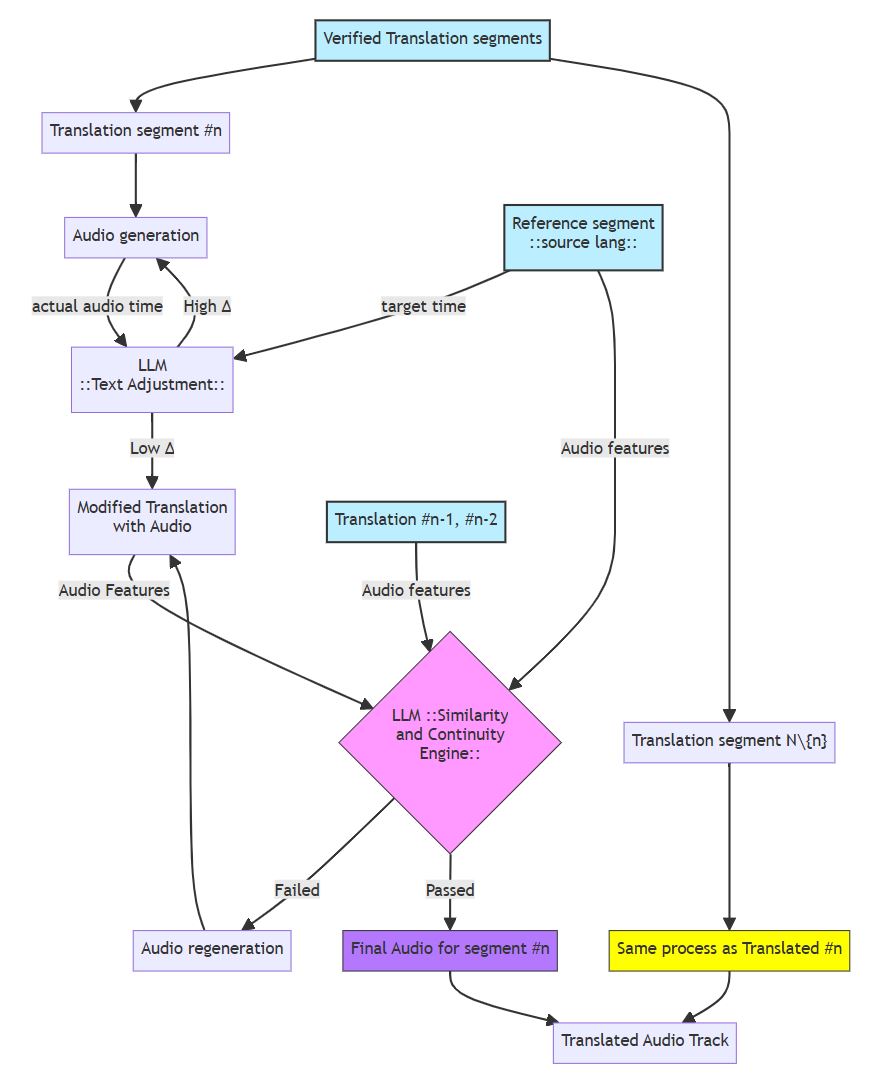 Verified Translation segments
Translation segment #n
Audio generation
Reference segment
::source lang::
actual audio time
High Δ
target time
LLM
::Text Adjustment::
Low Δ
Audio features
Modified Translation
with Audio
Translation #n-1, #n-2
Audio Features
Audio features
LLM ::Similarity
and Continuity
Engine::
Translation segment N\{n}
Failed
Passed
Audio regeneration
Final Audio for segment #n
Same process as Translated #n
Translated Audio Track